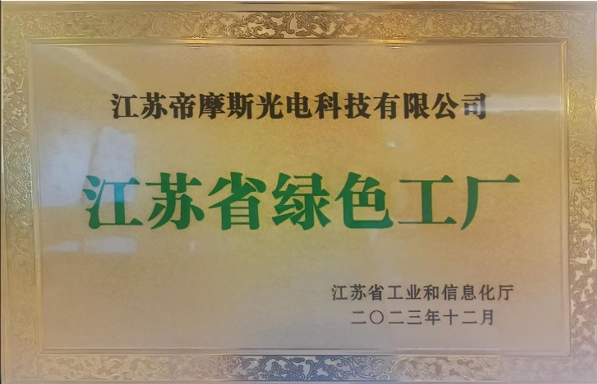 江苏帝摩斯光电科技有限公司
江苏省绿色工厂
江苏省工业和信息化厅
二〇二三年十二月